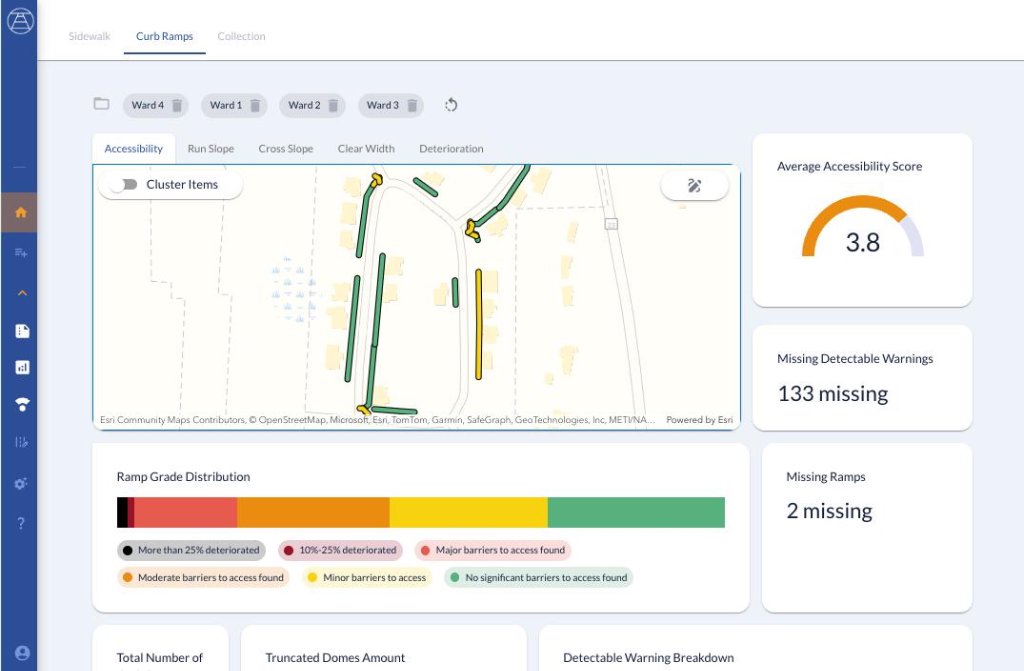 Sidewalk Curb Ramps Collection
Ward 4 Ward 1 Ward 2 Ward 3
Accessibility Run Slope Cross Slope Clear Width Deterioration
Cluster Items
Esri Community Maps Contributors, © OpenStreetMap, Microsoft, Esri, TomTom, Garmin, SafeGraph, GeoTechnologies, Inc, METI/NA... Powered by Esri
Average Accessibility Score
3.8
Missing Detectable Warnings
133 missing
Ramp Grade Distribution
More than 25% deteriorated 10%-25% deteriorated Major barriers to access found
Moderate barriers to access found Minor barriers to access No significant barriers to access found
Missing Ramps
2 missing
Total Number of
Truncated Domes Amount
Detectable Warning Breakdown
?